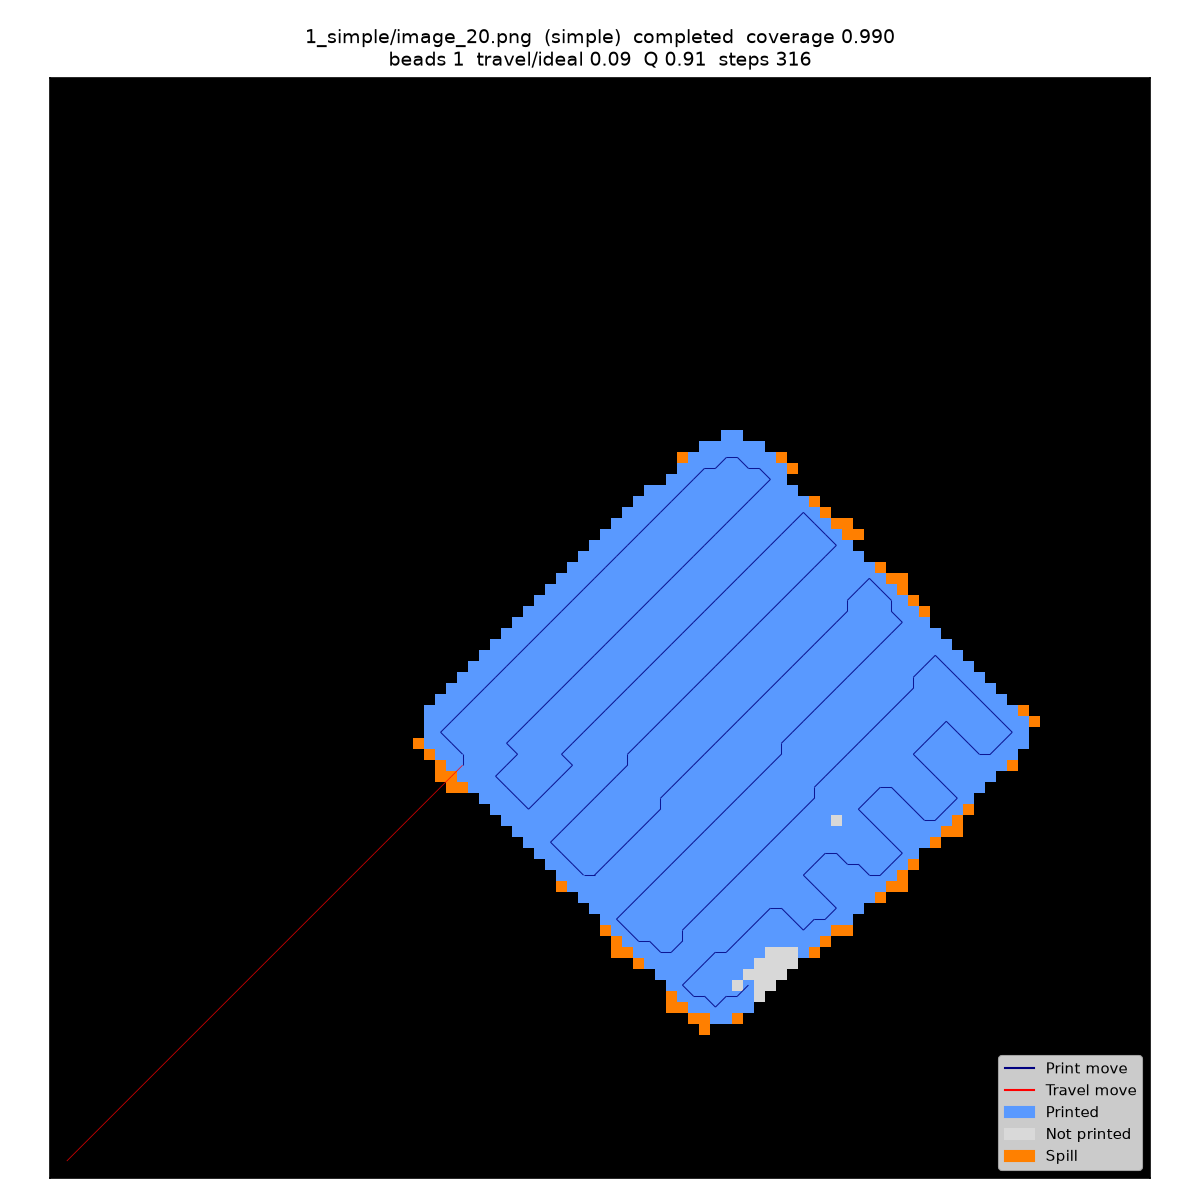 1_simple/image_20.png  (simple)  completed  coverage 0.990
beads 1  travel/ideal 0.09  Q 0.91  steps 316
Print move
Travel move
Printed
Not printed
Spill